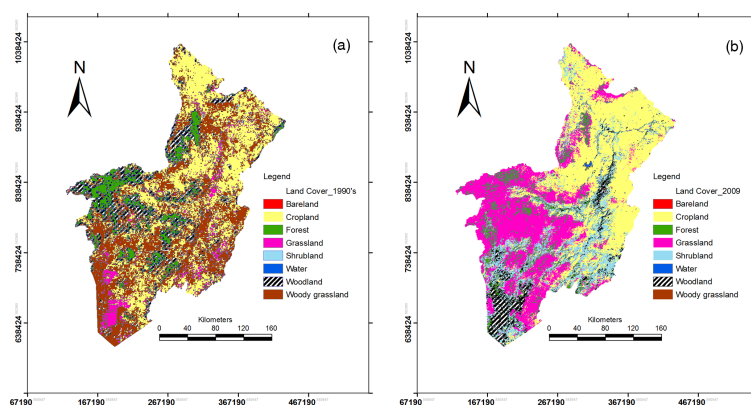 (a)
N
1038424
938424
838424
738424
638424
Legend
Land Cover_1990's
Bareland
Cropland
Forest
Grassland
Shrubland
Water
Woodland
Woody grassland
Kilometers
0 40 80 120 160
67190 167190 267190 367190 467190
(b)
N
1038424
938424
838424
738424
638424
Legend
Land Cover_2009
Bareland
Cropland
Forest
Grassland
Shrubland
Water
Woodland
Woody grassland
Kilometers
0 40 80 120 160
67190 167190 267190 367190 467190